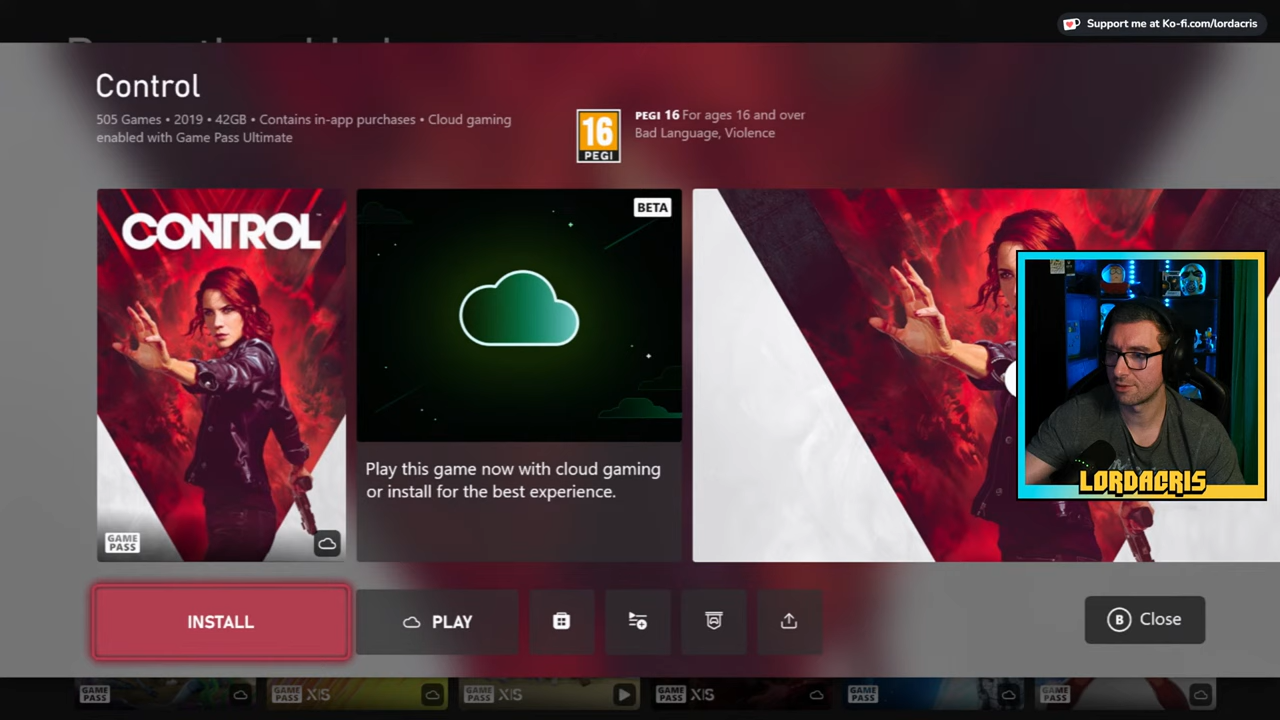 Support me at Ko-fi.com/lordacris
Control
505 Games • 2019 • 42GB • Contains in-app purchases • Cloud gaming
enabled with Game Pass Ultimate
16
PEGI
PEGI 16 For ages 16 and over
Bad Language, Violence
CONTROL
BETA
Play this game now with cloud gaming
or install for the best experience.
GAME
PASS
LORDACRIS
INSTALL
PLAY
B Close
GAME
PASS
GAME
PASS
X|S
GAME
PASS
X|S
GAME
PASS
X|S
GAME
PASS
GAME
PASS